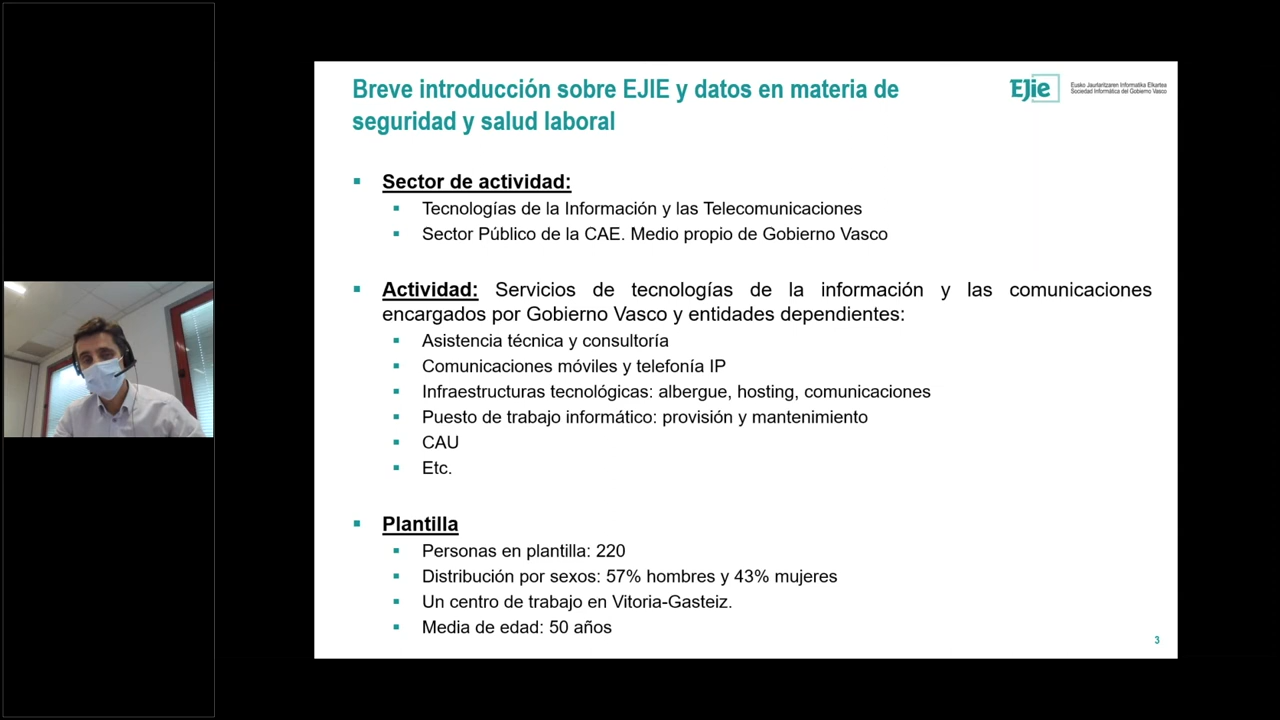 Breve introducción sobre EJIE y datos en materia de
seguridad y salud laboral
EJie
Eusko Jaurlaritzaren Informatika Elkartea
Sociedad Informática del Gobierno Vasco
Sector de actividad:
Tecnologías de la Información y las Telecomunicaciones
Sector Público de la CAE. Medio propio de Gobierno Vasco
Actividad: Servicios de tecnologías de la información y las comunicaciones
encargados por Gobierno Vasco y entidades dependientes:
Asistencia técnica y consultoría
Comunicaciones móviles y telefonía IP
Infraestructuras tecnológicas: albergue, hosting, comunicaciones
Puesto de trabajo informático: provisión y mantenimiento
CAU
Etc.
Plantilla
Personas en plantilla: 220
Distribución por sexos: 57% hombres y 43% mujeres
Un centro de trabajo en Vitoria-Gasteiz.
Media de edad: 50 años
3